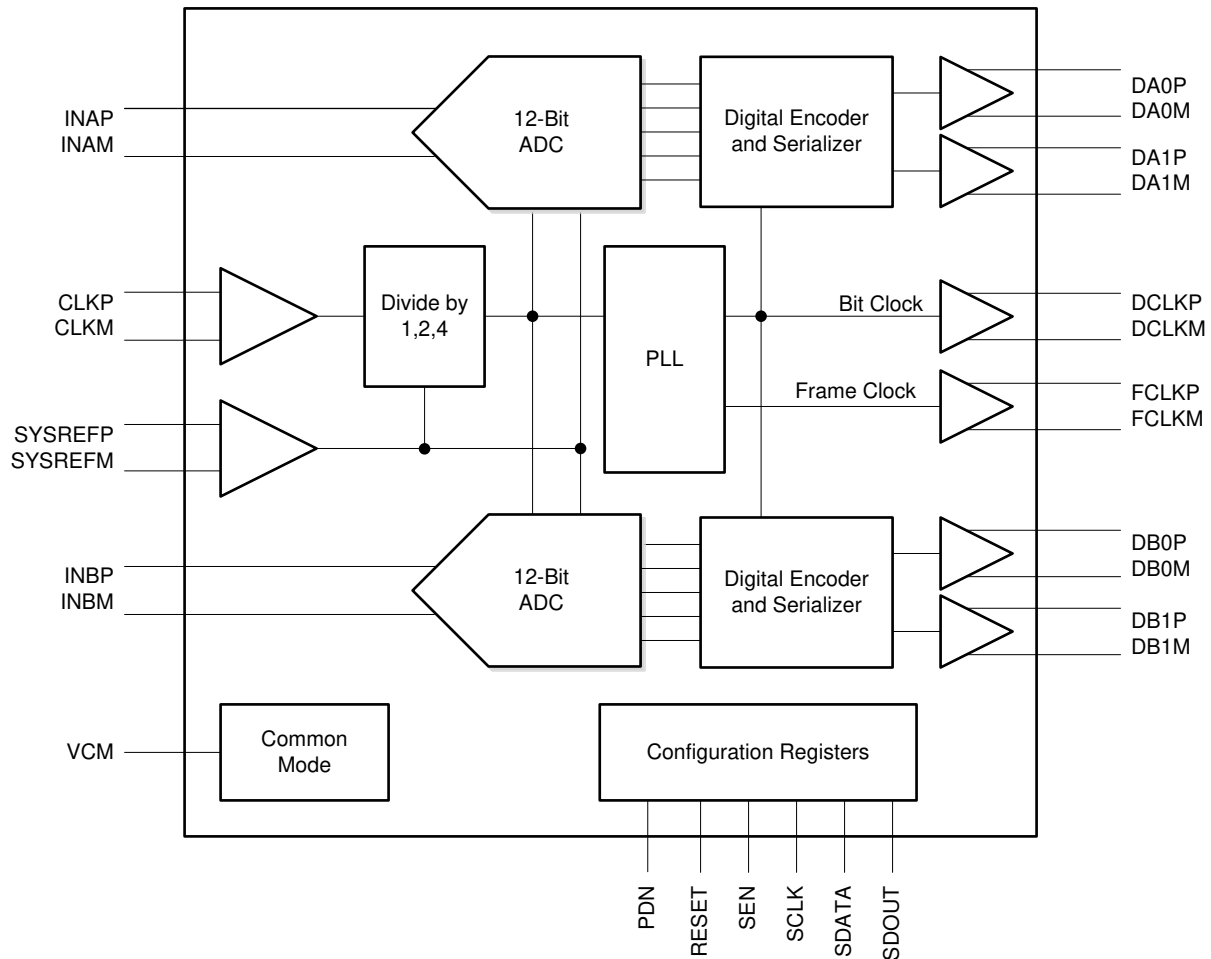 INAP
INAM
12-Bit
ADC
Digital Encoder
and Serializer
DA0P
DA0M
DA1P
DA1M
CLKP
CLKM
Divide by
1,2,4
PLL
Bit Clock
DCLKP
DCLKM
Frame Clock
FCLKP
FCLKM
SYSREFP
SYSREFM
INBP
INBM
12-Bit
ADC
Digital Encoder
and Serializer
DB0P
DB0M
DB1P
DB1M
VCM
Common
Mode
Configuration Registers
PDN
RESET
SEN
SCLK
SDATA
SDOUT